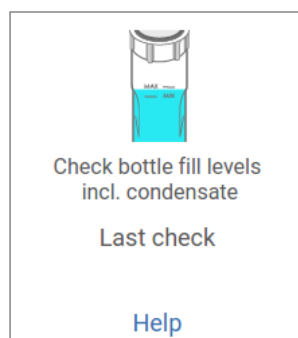 MAX
MIN
Check bottle fill levels
incl. condensate
Last check
Help